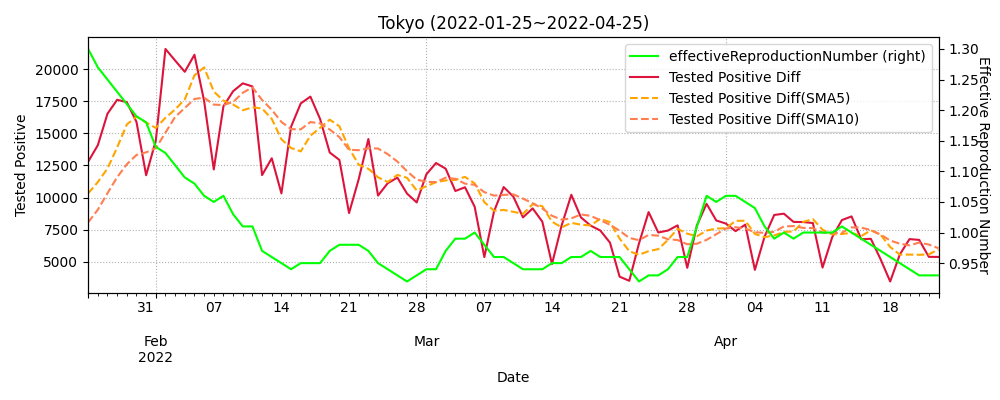 Tokyo (2022-01-25~2022-04-25)
effectiveReproductionNumber (right)
Tested Positive Diff
Tested Positive Diff(SMA5)
Tested Positive Diff(SMA10)
Tested Positive
20000
17500
15000
12500
10000
7500
5000
Effective Reproduction Number
1.30
1.25
1.20
1.15
1.10
1.05
1.00
0.95
31 07 14 21 28 07 14 21 28 04 11 18
Feb Mar Apr
2022
Date